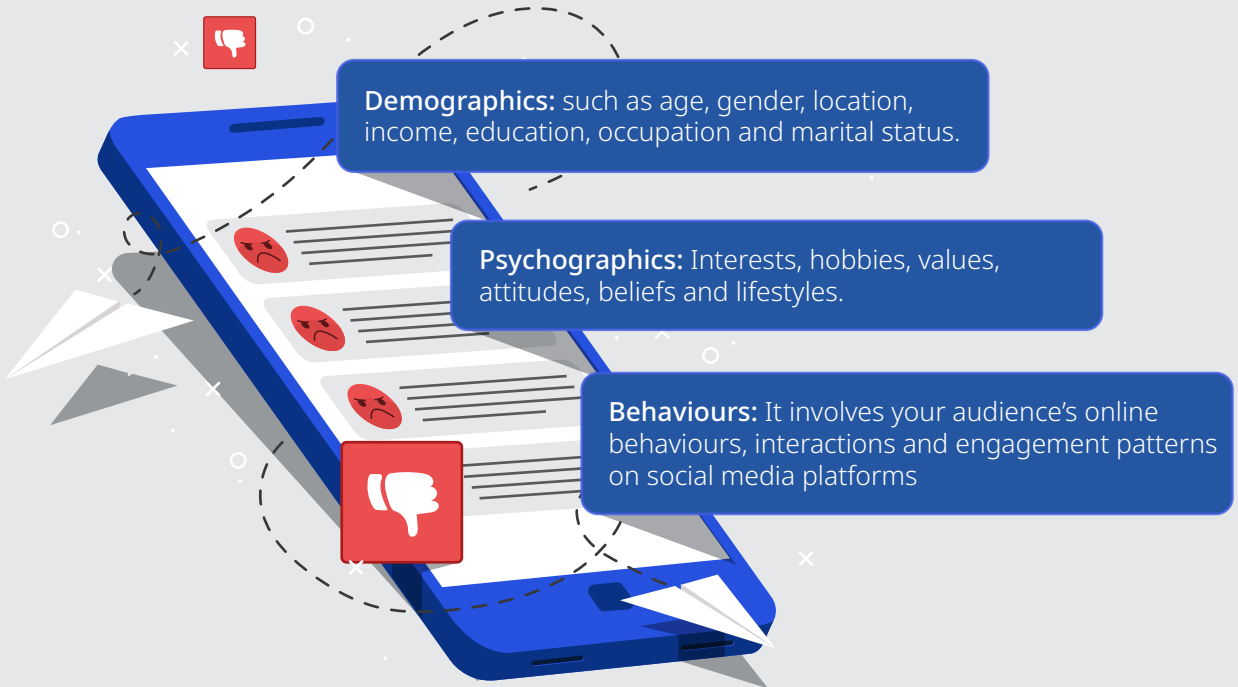 Demographics: such as age, gender, location,
income, education, occupation and marital status.
Psychographics: Interests, hobbies, values,
attitudes, beliefs and lifestyles.
Behaviours: It involves your audience’s online
behaviours, interactions and engagement patterns
on social media platforms